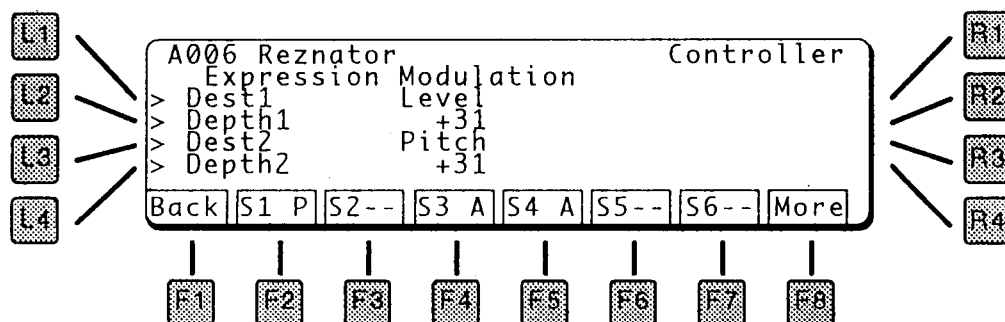 L1
L2
L3
L4
A006 Reznator Controller
Expression Modulation
> Dest1 Level
> Depth1 +31
> Dest2 Pitch
> Depth2 +31
Back S1 P S2-- S3 A S4 A S5-- S6-- More
R1
R2
R3
R4
F1 F2 F3 F4 F5 F6 F7 F8